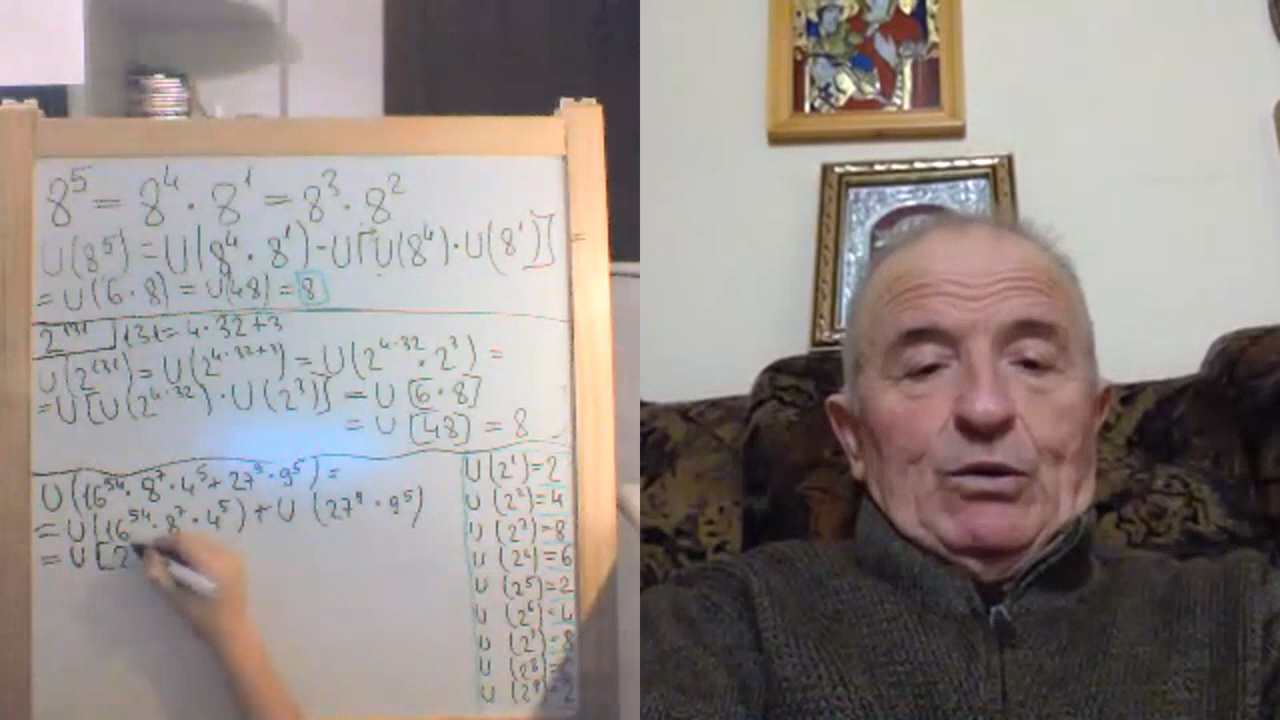 8⁵ = 8⁴ · 8¹ = 8³ · 8²
U(8⁵) = U(8⁴ · 8¹) = U[U(8⁴) · U(8¹)] =
= U(6 · 8) = U(48) = 8
2¹³¹ 131 = 4 · 32 + 3
U(2¹³¹) = U(2⁴·³²⁺³) = U(2⁴·³² · 2³) =
= U[U(2⁴·³²) · U(2³)] = U [6 · 8]
= U [48] = 8
U(16⁵⁴ · 8⁷ · 4⁵ + 27⁹ · 9⁵) =
= U(16⁵⁴ · 8⁷ · 4⁵) + U (27⁹ · 9⁵)
= U [2
U(2¹) = 2
U(2²) = 4
U(2³) = 8
U(2⁴) = 6
U(2⁵) = 2
U(2⁶) = 4
U(2⁷) = 8
U(2⁸) =
U(2⁹) = 2